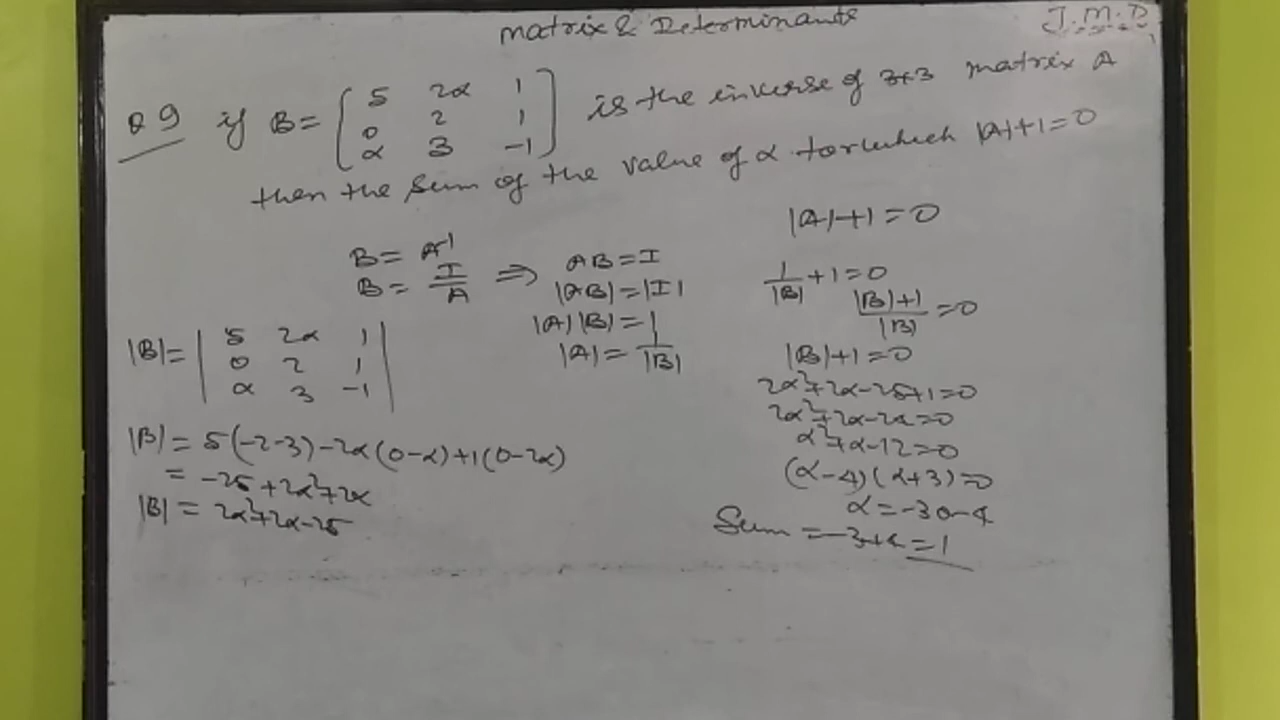 matrix & Determinants
J.M.D
Q 9 if B= [ 5 2α 1 ] is the inverse of 3×3 matrix A
0 2 1
α 3 -1
then the sum of the value of α for which |A|+1=0
|A|+1=0
B= A⁻¹
B= I/A ⇒ AB=I
|AB|=|I|
|A||B|=1
|A|= 1/|B|
1/|B| +1=0
(|B|+1)/|B| =0
|B|+1=0
2α²+2α-25+1=0
2α²+2α-24=0
α²+α-12=0
(α-4)(α+3)=0
α=-3 or 4
Sum =-3+4=1
|B|= | 5 2α 1 |
0 2 1
α 3 -1
|B|= 5(-2-3)-2α(0-α)+1(0-2α)
= -25+2α²+2α
|B|= 2α²+2α-25